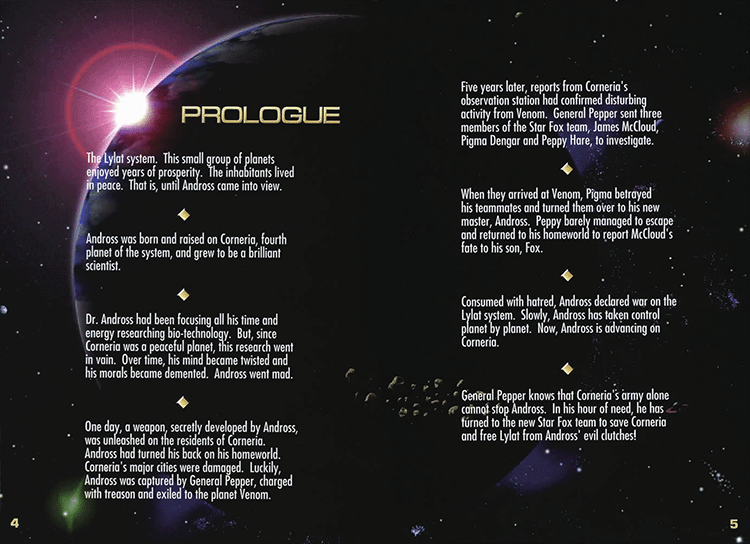 PROLOGUE
The Lylat system. This small group of planets
enjoyed years of prosperity. The inhabitants lived
in peace. That is, until Andross came into view.
Andross was born and raised on Corneria, fourth
planet of the system, and grew to be a brilliant
scientist.
Dr. Andross had been focusing all his time and
energy researching bio-technology. But, since
Corneria was a peaceful planet, this research went
in vain. Over time, his mind became twisted and
his morals became demented. Andross went mad.
One day, a weapon, secretly developed by Andross,
was unleashed on the residents of Corneria.
Andross had turned his back on his homeworld.
Corneria's major cities were damaged. Luckily,
Andross was captured by General Pepper, charged
with treason and exiled to the planet Venom.
4
Five years later, reports from Corneria's
observation station had confirmed disturbing
activity from Venom. General Pepper sent three
members of the Star Fox team, James McCloud,
Pigma Dengar and Peppy Hare, to investigate.
When they arrived at Venom, Pigma betrayed
his teammates and turned them over to his new
master, Andross. Peppy barely managed to escape
and returned to his homeworld to report McCloud's
fate to his son, Fox.
Consumed with hatred, Andross declared war on the
Lylat system. Slowly, Andross has taken control
planet by planet. Now, Andross is advancing on
Corneria.
General Pepper knows that Corneria's army alone
cannot stop Andross. In his hour of need, he has
turned to the new Star Fox team to save Corneria
and free Lylat from Andross' evil clutches!
5